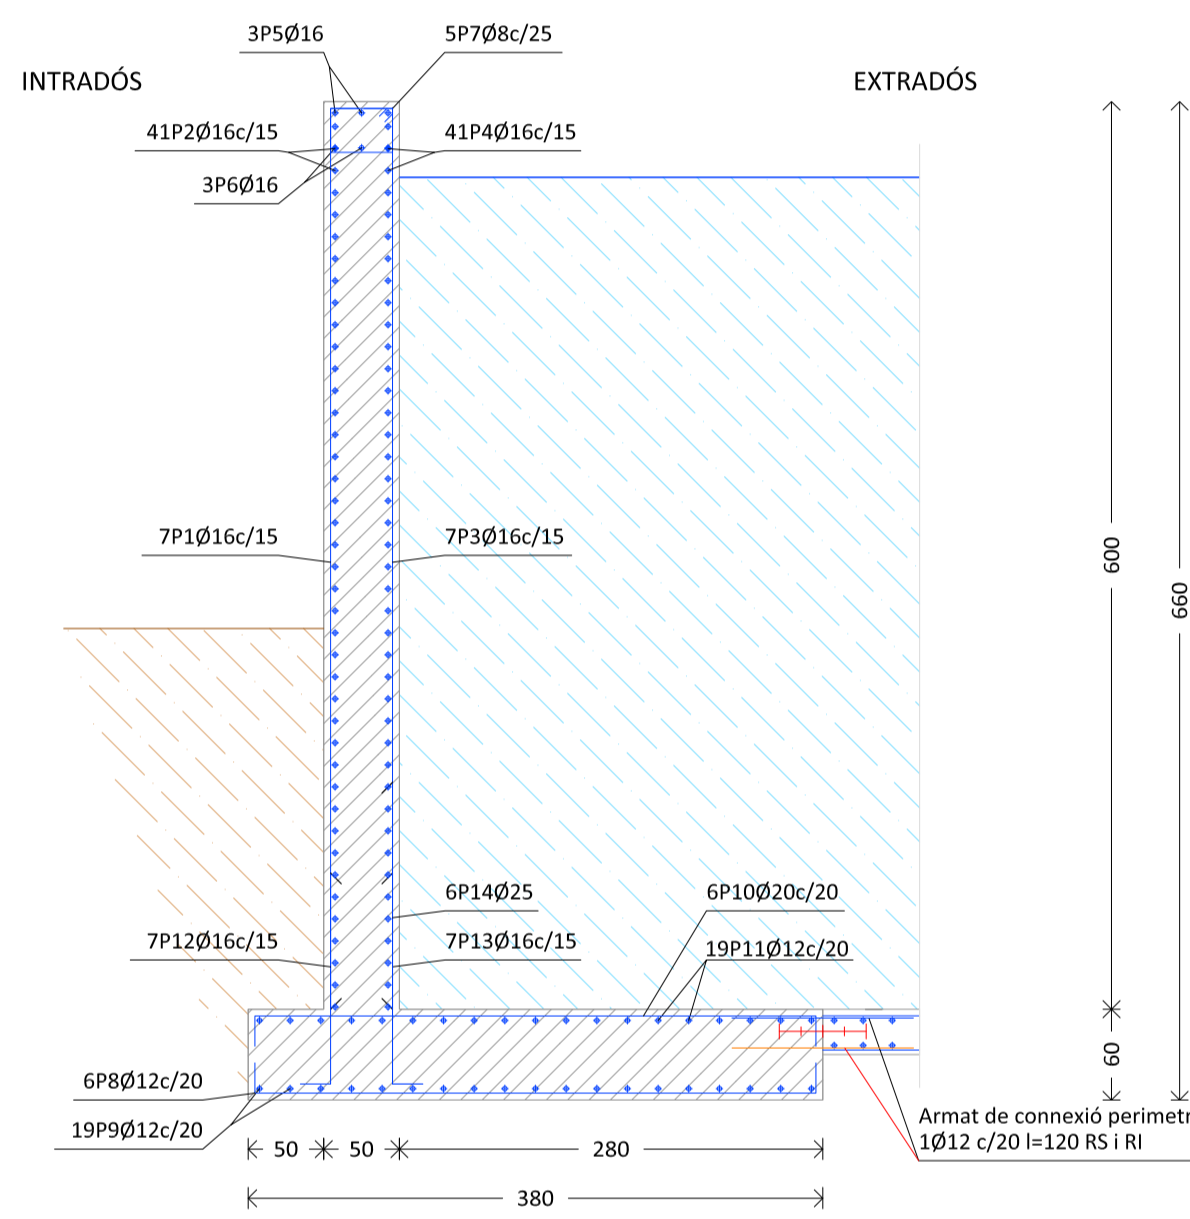 3P5Ø16
5P7Ø8c/25
INTRADÓS
EXTRADÓS
41P2Ø16c/15
41P4Ø16c/15
3P6Ø16
7P1Ø16c/15
7P3Ø16c/15
600
660
6P14Ø25
6P10Ø20c/20
7P12Ø16c/15
7P13Ø16c/15
19P11Ø12c/20
60
6P8Ø12c/20
19P9Ø12c/20
Armat de connexió perimetr
1Ø12 c/20 l=120 RS i RI
50
50
280
380